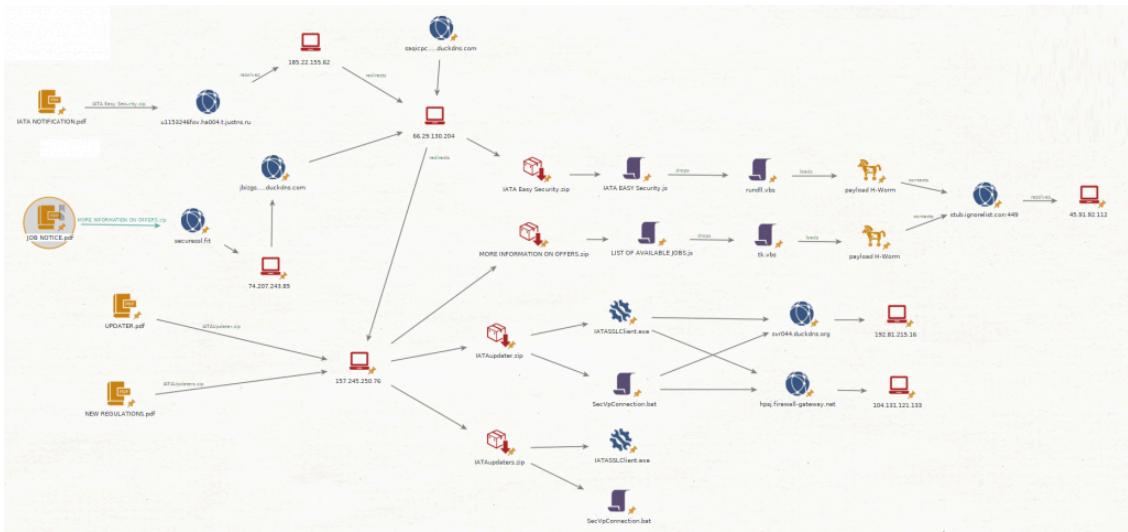 seqicpc.....duckdns.com
185.22.155.62
resolves
redirects
IATA NOTIFICATION.pdf
IATA Easy Security.zip
u1153246fov.ha004.t.justns.ru
66.29.130.204
redirects
jbizgs.....duckdns.com
IATA Easy Security.zip
IATA EASY Security.js
drops
rundll.vbs
loads
payload H-Worm
connects
stub.ignorelist.com:449
resolves
45.91.92.112
JOB NOTICE.pdf
MORE INFORMATION ON OFFERS.zip
securessl.fit
74.207.243.85
MORE INFORMATION ON OFFERS.zip
LIST OF AVAILABLE JOBS.js
drops
tk.vbs
loads
payload H-Worm
connects
UPDATER.pdf
IATAUpdater.zip
157.245.250.76
IATAupdater.zip
IATASSLClient.exe
svr044.duckdns.org
192.81.215.16
NEW REGULATIONS.pdf
IATAUpdaters.zip
SecVpConnection.bat
hpsj.firewall-gateway.net
104.131.121.133
IATAupdaters.zip
IATASSLClient.exe
SecVpConnection.bat